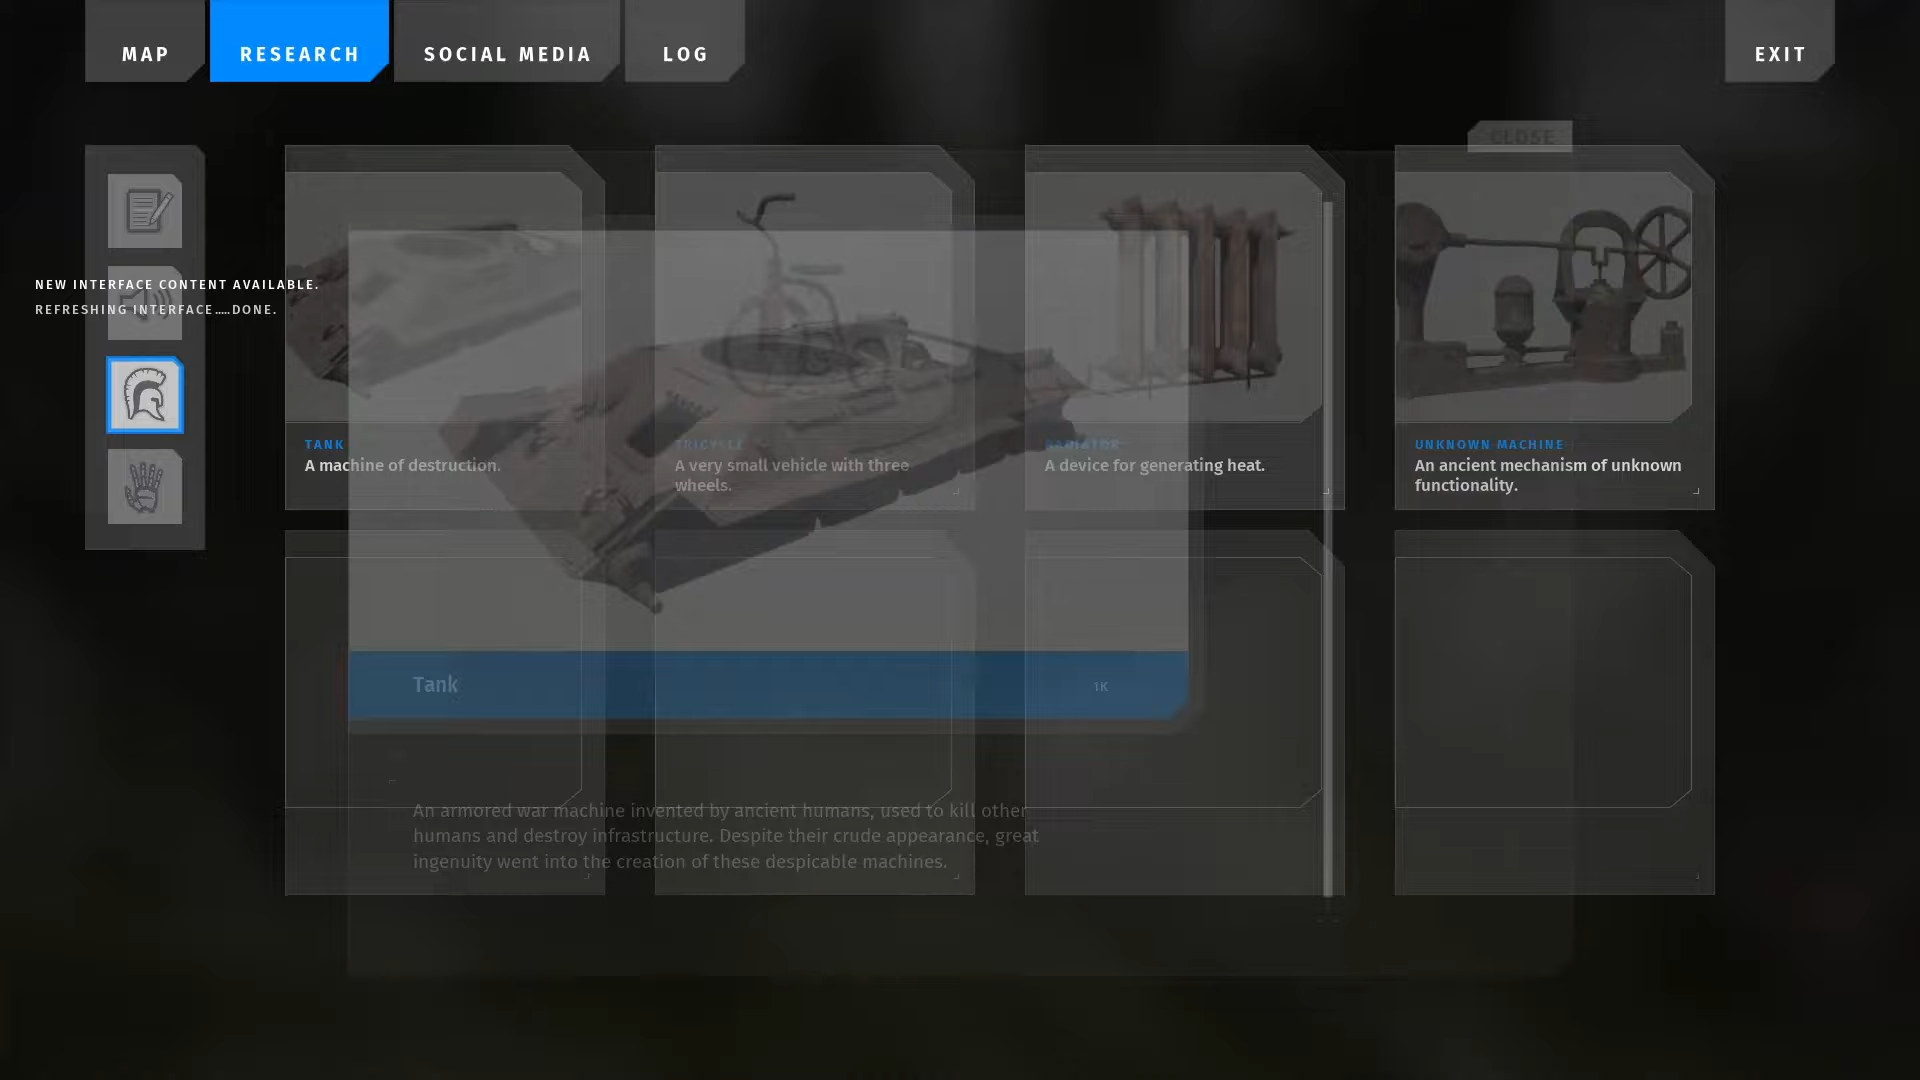 MAP
RESEARCH
SOCIAL MEDIA
LOG
EXIT
CLOSE
NEW INTERFACE CONTENT AVAILABLE.
REFRESHING INTERFACE.....DONE.
TANK
A machine of destruction.
TRICYCLE
A very small vehicle with three
wheels.
RADIATOR
A device for generating heat.
UNKNOWN MACHINE
An ancient mechanism of unknown
functionality.
Tank
1K
An armored war machine invented by ancient humans, used to kill other
humans and destroy infrastructure. Despite their crude appearance, great
ingenuity went into the creation of these despicable machines.